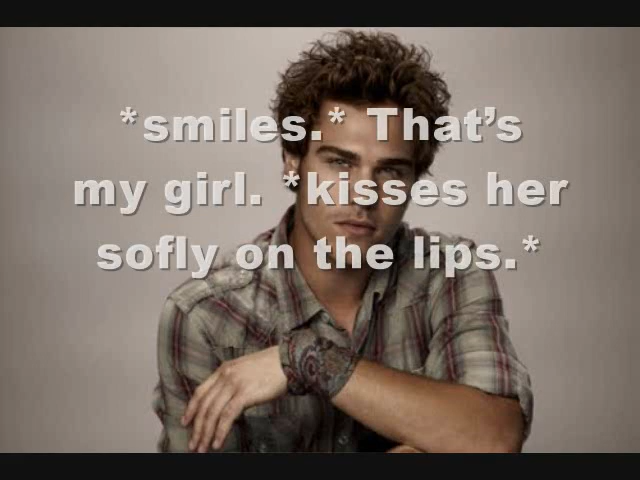 *smiles.* That’s
my girl. *kisses her
sofly on the lips.*